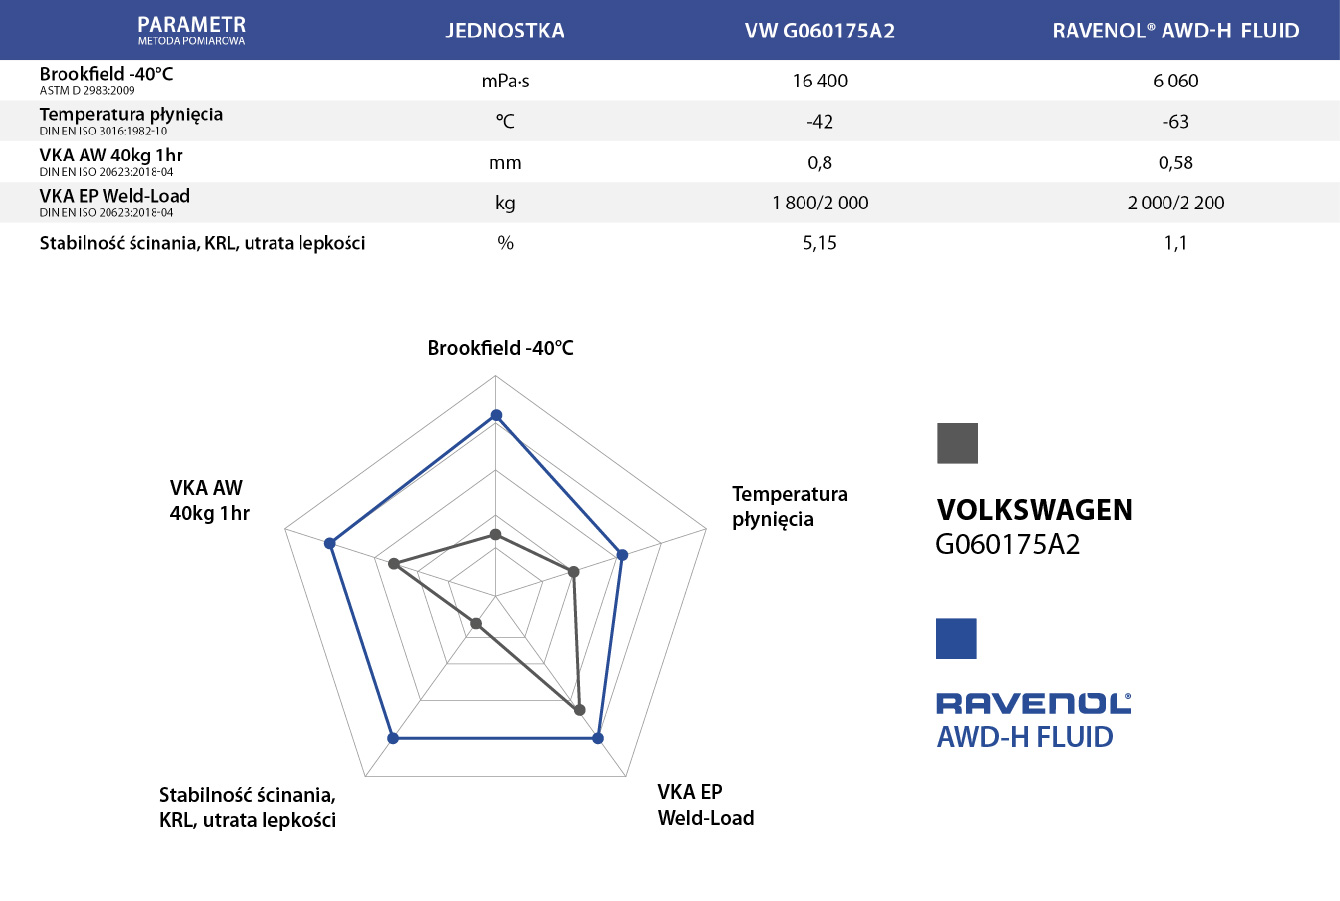 PARAMETR
METODA POMIAROWA
JEDNOSTKA
VW G060175A2
RAVENOL® AWD-H FLUID
Brookfield -40°C
ASTM D 2983:2009
mPa·s
16 400
6 060
Temperatura płynięcia
DIN EN ISO 3016:1982-10
°C
-42
-63
VKA AW 40kg 1hr
DIN EN ISO 20623:2018-04
mm
0,8
0,58
VKA EP Weld-Load
DIN EN ISO 20623:2018-04
kg
1 800/2 000
2 000/2 200
Stabilność ścinania, KRL, utrata lepkości
%
5,15
1,1
Brookfield -40°C
VKA AW
40kg 1hr
Temperatura
płynięcia
Stabilność ścinania,
KRL, utrata lepkości
VKA EP
Weld-Load
VOLKSWAGEN
G060175A2
RAVENOL®
AWD-H FLUID